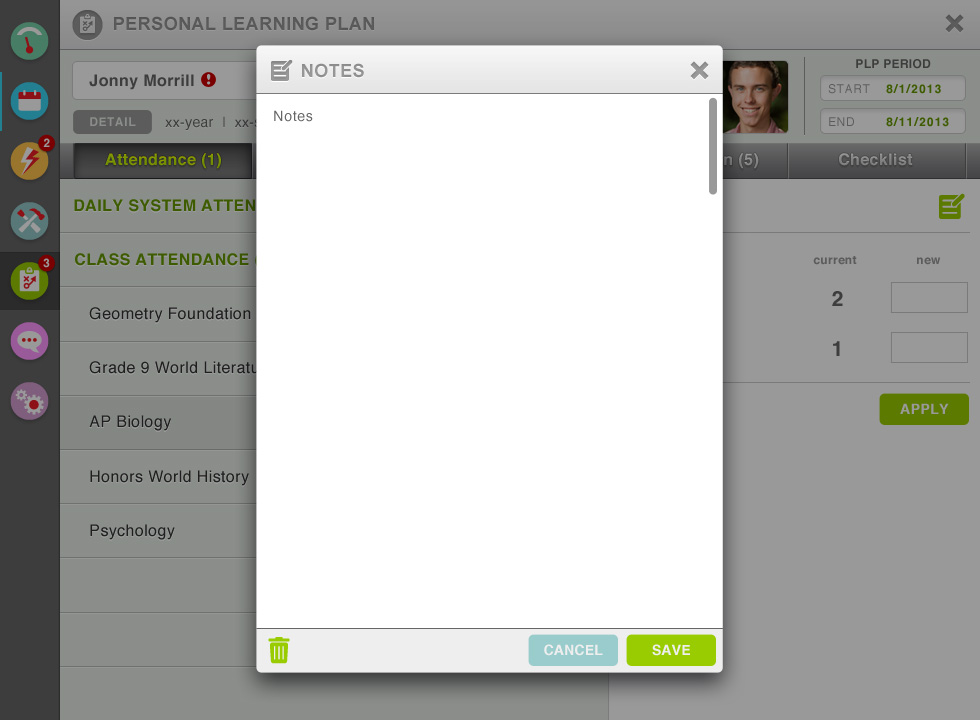 PERSONAL LEARNING PLAN
NOTES
Jonny Morrill
PLP PERIOD
START 8/1/2013
DETAIL xx-year | xx-
END 8/11/2013
Notes
2
Attendance (1)
n (5)
Checklist
DAILY SYSTEM ATTEN
CLASS ATTENDANCE
current new
3
Geometry Foundation
2
1
Grade 9 World Literatu
AP Biology
APPLY
Honors World History
Psychology
CANCEL SAVE